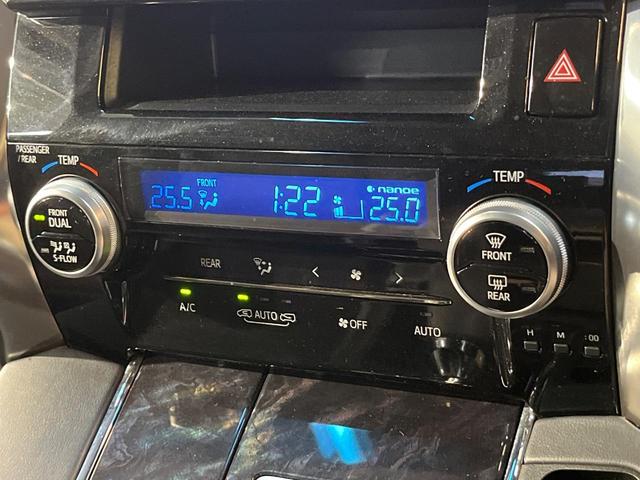 PASSENGER
/ REAR
TEMP
TEMP
FRONT
25.5
1:22
nanoe
25.0
FRONT
DUAL
S-FLOW
FRONT
REAR
REAR
A/C
AUTO
OFF
AUTO
H
M
:00